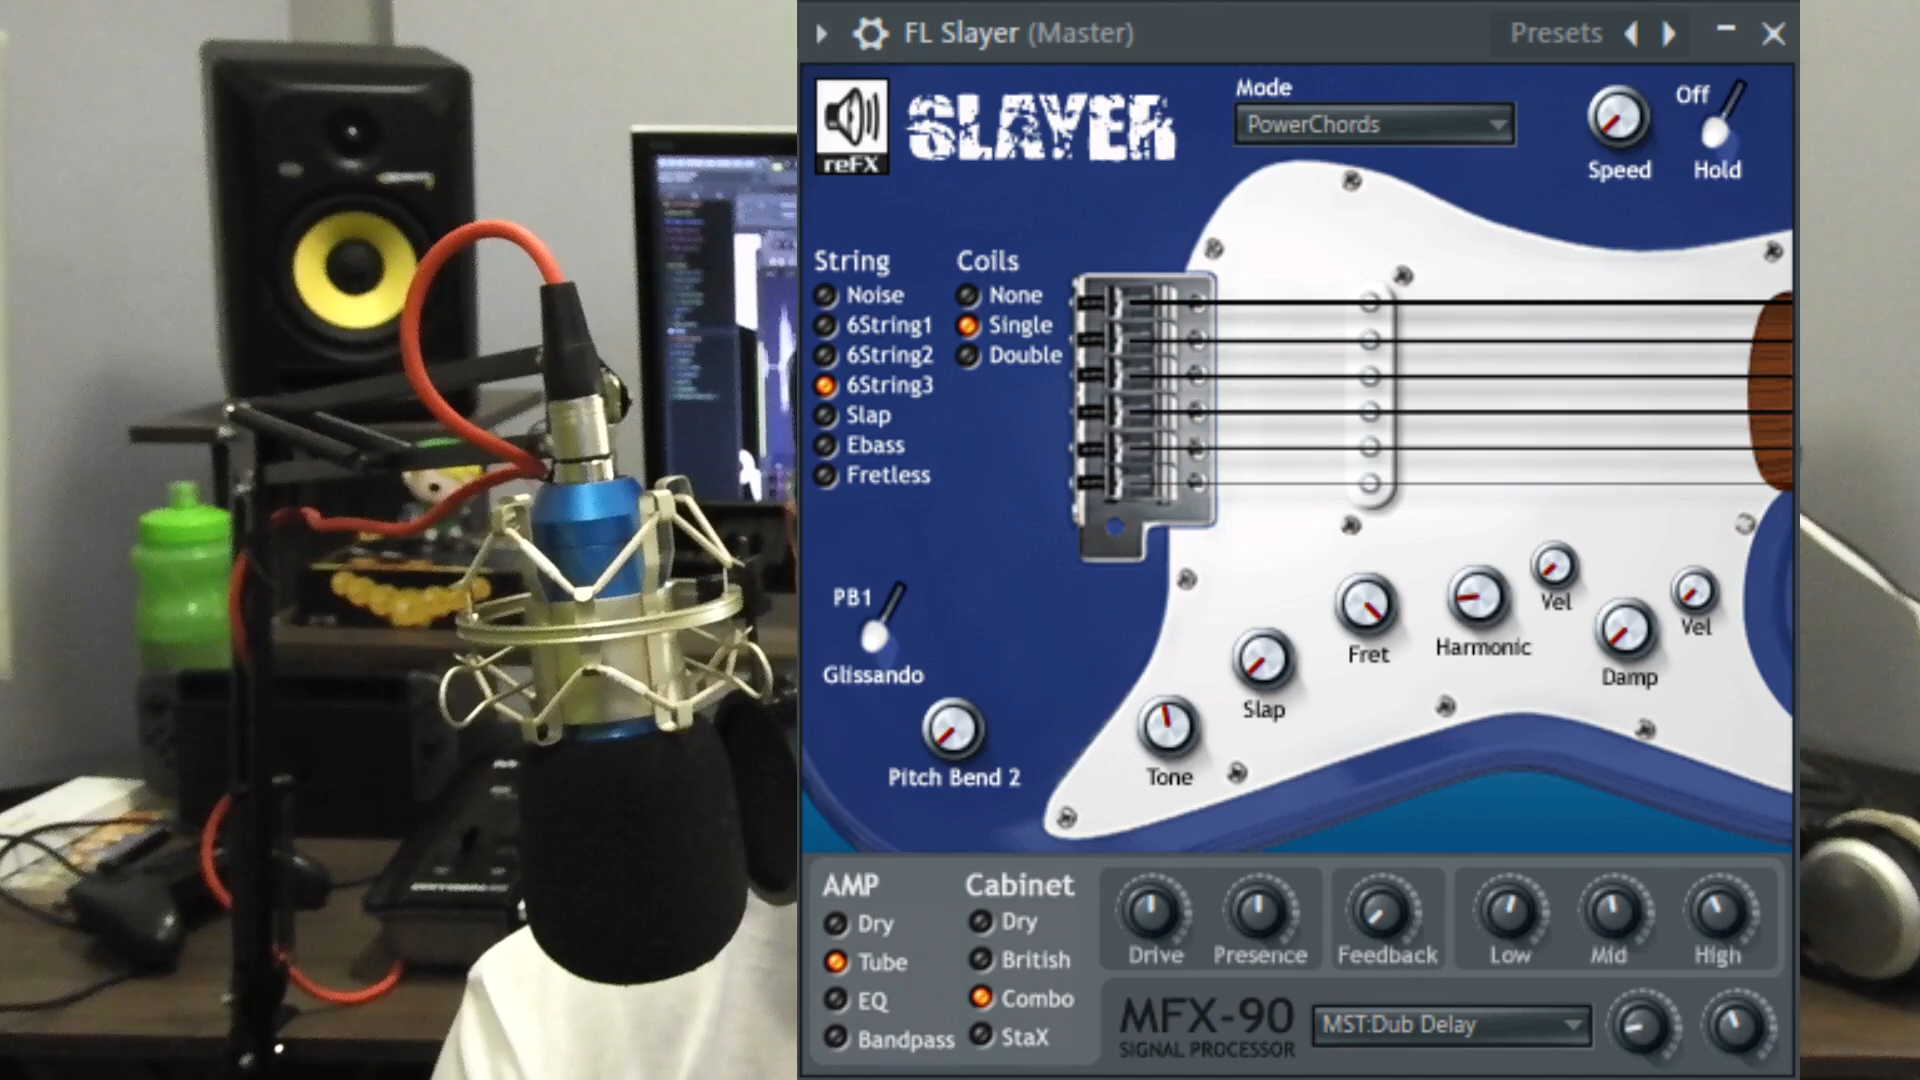 FL Slayer (Master)
Presets
reFX
SLAYER
Mode
PowerChords
Speed
Off
Hold
String
Noise
6String1
6String2
6String3
Slap
Ebass
Fretless
Coils
None
Single
Double
PB1
Glissando
Pitch Bend 2
Tone
Slap
Fret
Harmonic
Vel
Damp
Vel
AMP
Dry
Tube
EQ
Bandpass
Cabinet
Dry
British
Combo
StaX
Drive
Presence
Feedback
Low
Mid
High
MFX-90
SIGNAL PROCESSOR
MST:Dub Delay